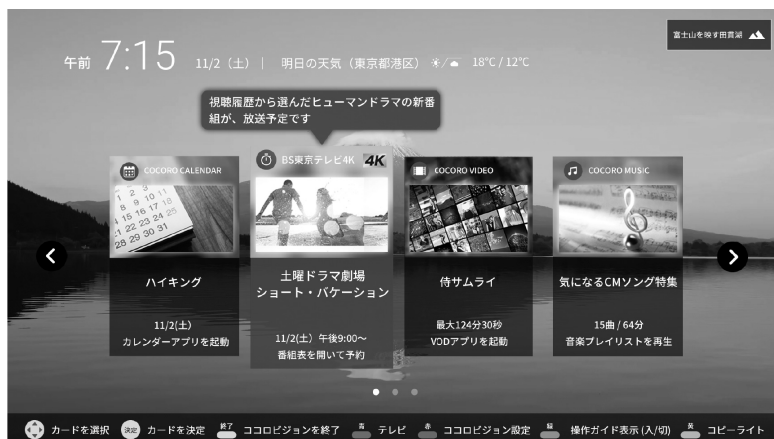 富士山を映す田貫湖
午前 7:15 11/2（土）｜ 明日の天気（東京都港区） 18℃ / 12℃
視聴履歴から選んだヒューマンドラマの新番
組が、放送予定です
COCORO CALENDAR
ハイキング
11/2(土)
カレンダーアプリを起動
BS東京テレビ4K 4K
土曜ドラマ劇場
ショート・バケーション
11/2(土) 午後9:00～
番組表を開いて予約
COCORO VIDEO
侍サムライ
最大124分30秒
VODアプリを起動
COCORO MUSIC
気になるCMソング特集
15曲 / 64分
音楽プレイリストを再生
カードを選択 決定 カードを決定 終了 ココロビジョンを終了 青 テレビ 赤 ココロビジョン設定 緑 操作ガイド表示 (入/切) 黄 コピーライト